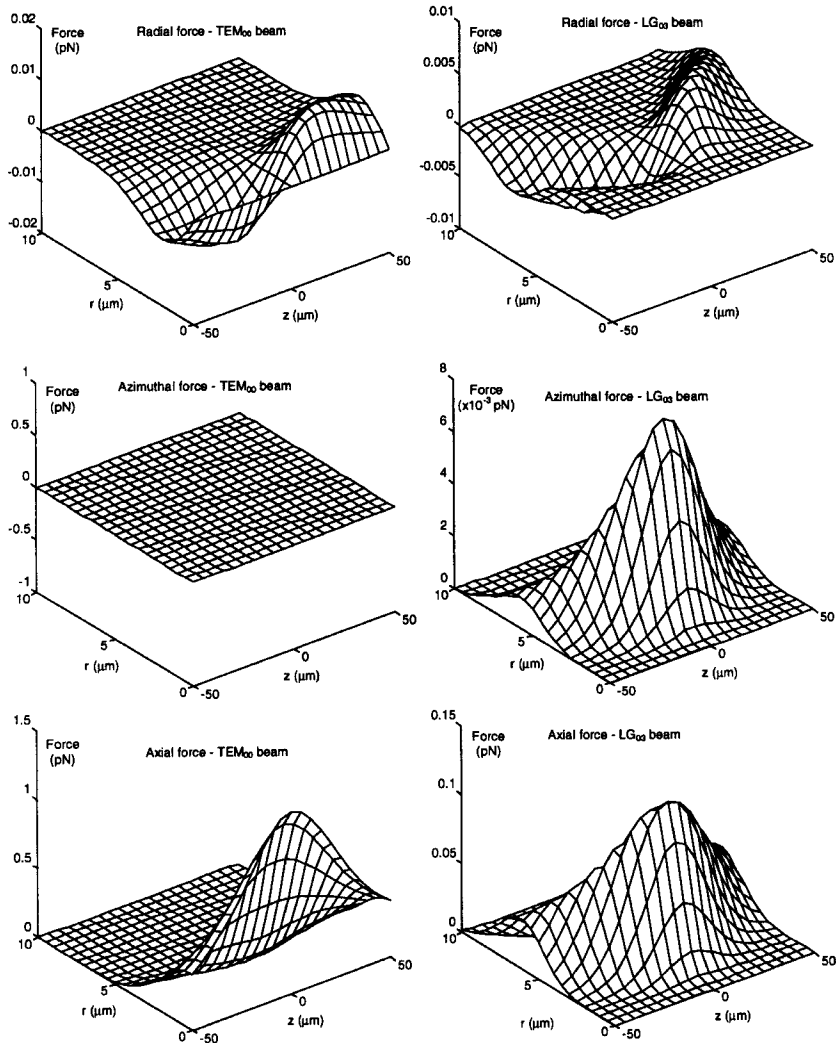 0.02
Force
(pN)
Radial force - TEM₀₀ beam
0.01
0
-0.01
-0.02
10
5
r (µm)
0
-50
0
z (µm)
50
0.01
Force
(pN)
Radial force - LG₀₃ beam
0.005
0
-0.005
-0.01
10
5
r (µm)
0
-50
0
z (µm)
50
1
Force
(pN)
Azimuthal force - TEM₀₀ beam
0.5
0
-0.5
-1
10
5
r (µm)
0
-50
0
z (µm)
50
8
Force
(x10⁻³ pN)
Azimuthal force - LG₀₃ beam
6
4
2
0
10
5
r (µm)
0
-50
0
z (µm)
50
1.5
Force
(pN)
Axial force - TEM₀₀ beam
1
0.5
0
10
5
r (µm)
0
-50
0
z (µm)
50
0.15
Force
(pN)
Axial force - LG₀₃ beam
0.1
0.05
0
10
5
r (µm)
0
-50
0
z (µm)
50